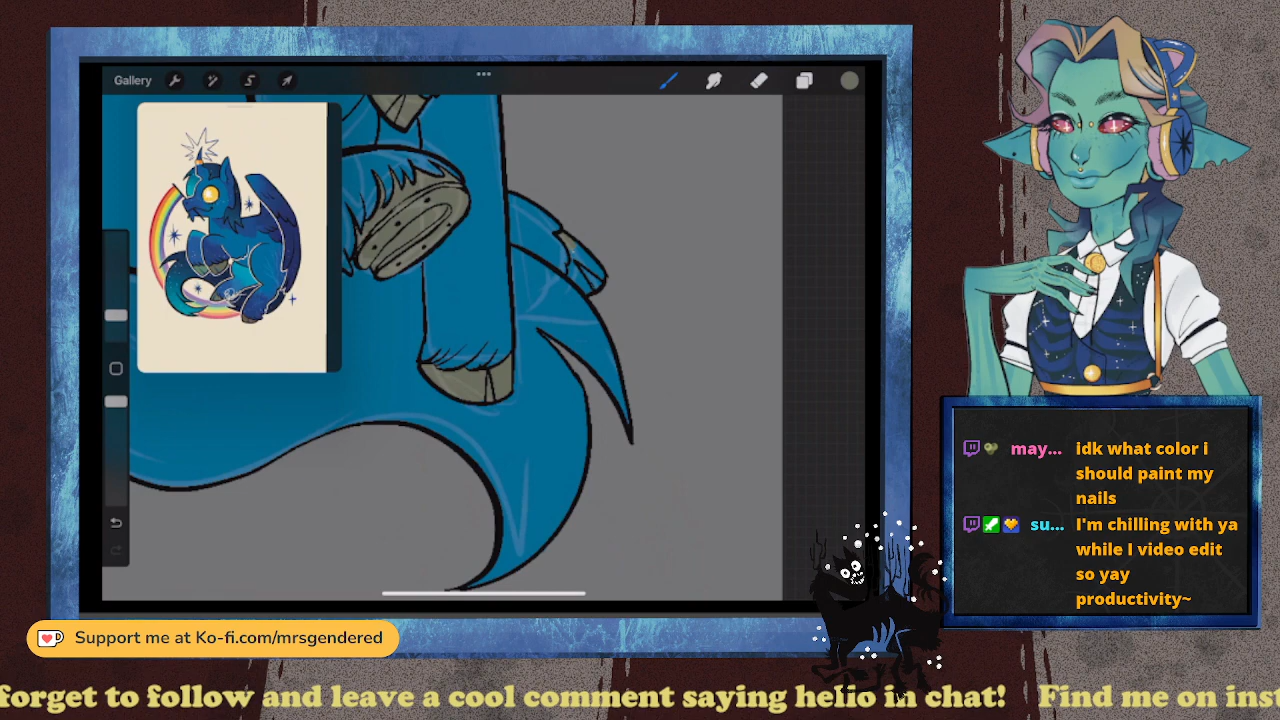 Gallery
may... idk what color i
should paint my
nails
su... I'm chilling with ya
while I video edit
so yay
productivity~
Support me at Ko-fi.com/mrsgendered
forget to follow and leave a cool comment saying hello in chat! Find me on inst